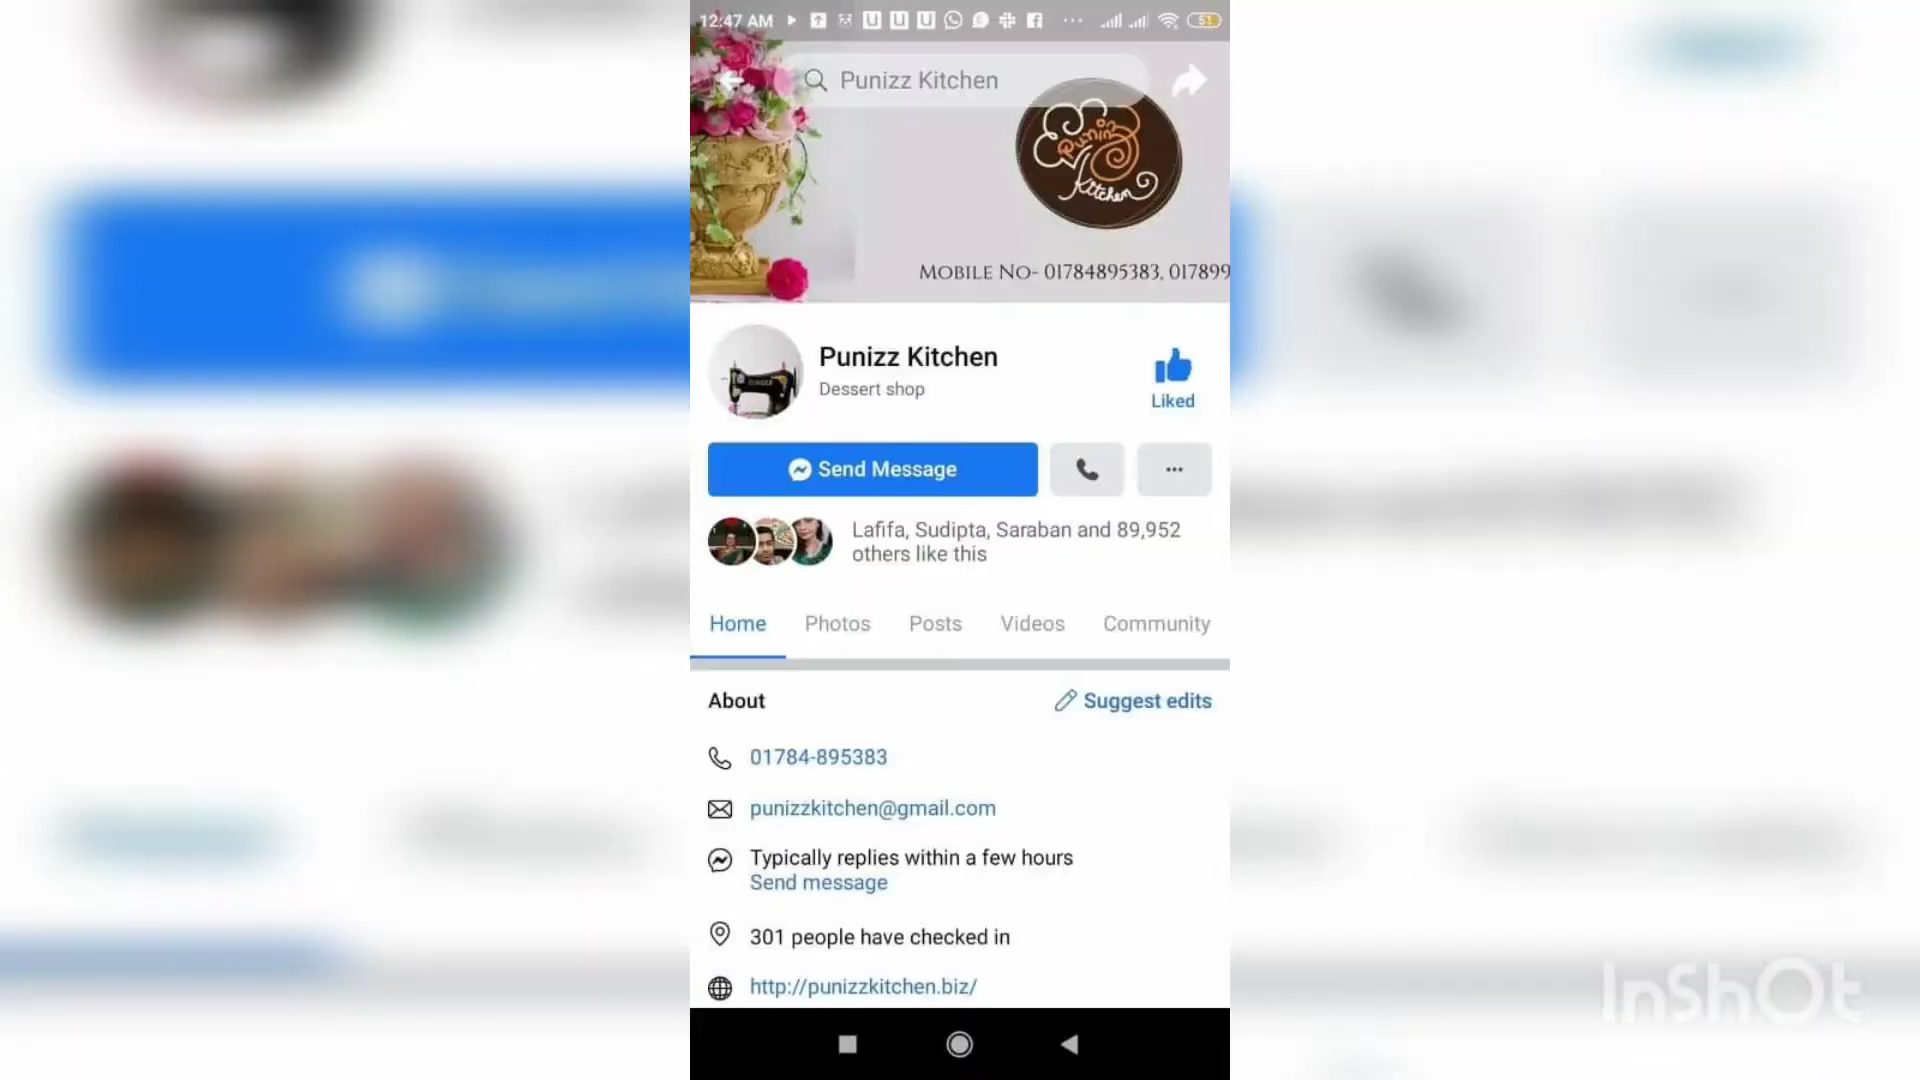 12:47 AM
51
Punizz Kitchen
Punizz
Kitchen
MOBILE NO- 01784895383, 017899
SINGER
Punizz Kitchen
Dessert shop
Liked
Send Message
Lafifa, Sudipta, Saraban and 89,952
others like this
Home Photos Posts Videos Community
About
Suggest edits
01784-895383
punizzkitchen@gmail.com
Typically replies within a few hours
Send message
301 people have checked in
http://punizzkitchen.biz/
InShOt